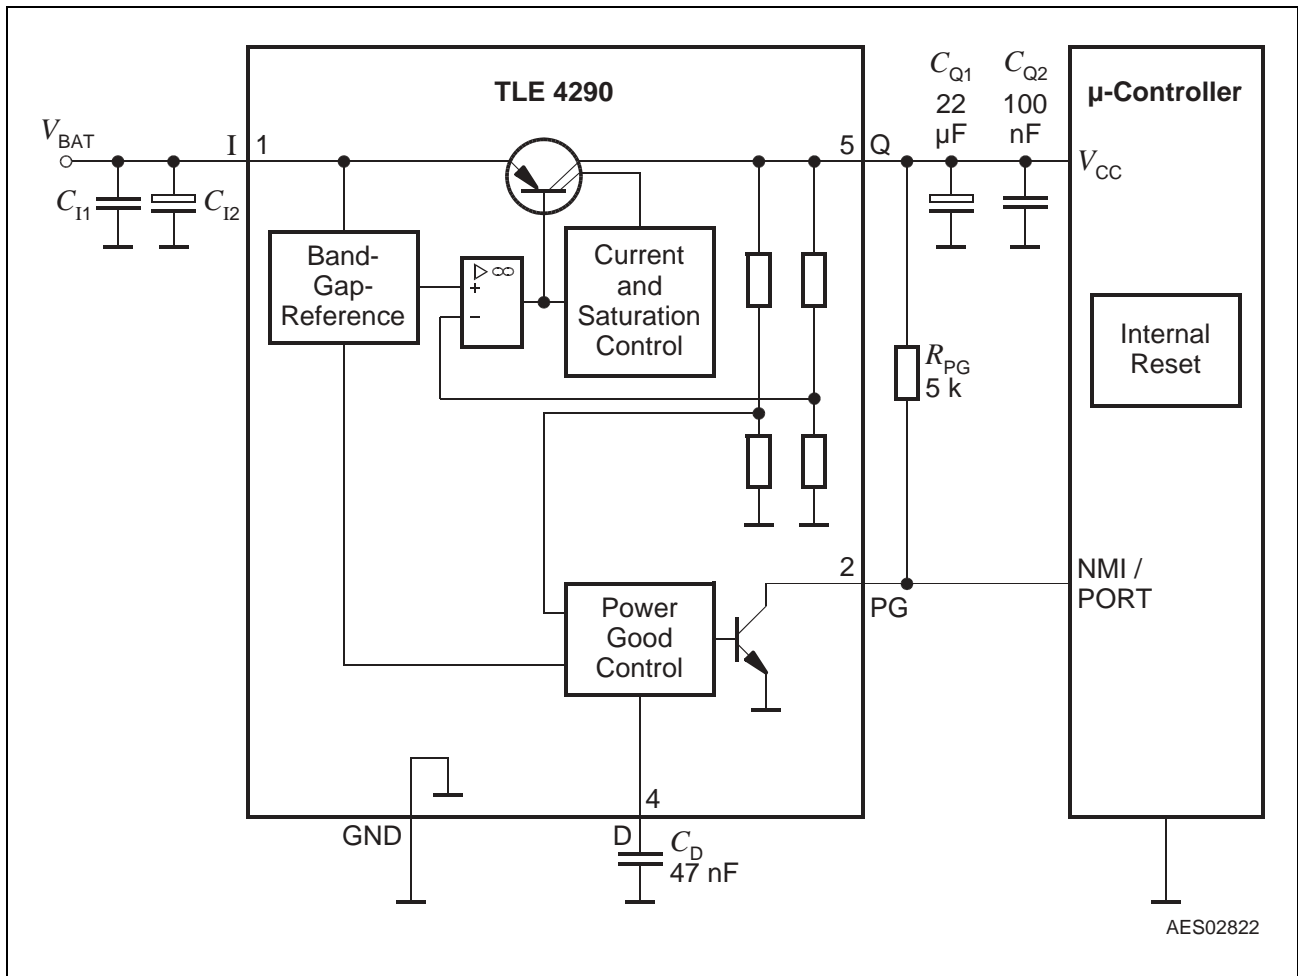 TLE 4290
C_Q1
22
µF
C_Q2
100
nF
µ-Controller
V_BAT
I
1
5
Q
V_CC
C_I1
C_I2
Band-
Gap-
Reference
▷ ∞
+
−
Current
and
Saturation
Control
R_PG
5 k
Internal
Reset
2
PG
NMI /
PORT
Power
Good
Control
4
GND
D
C_D
47 nF
AES02822